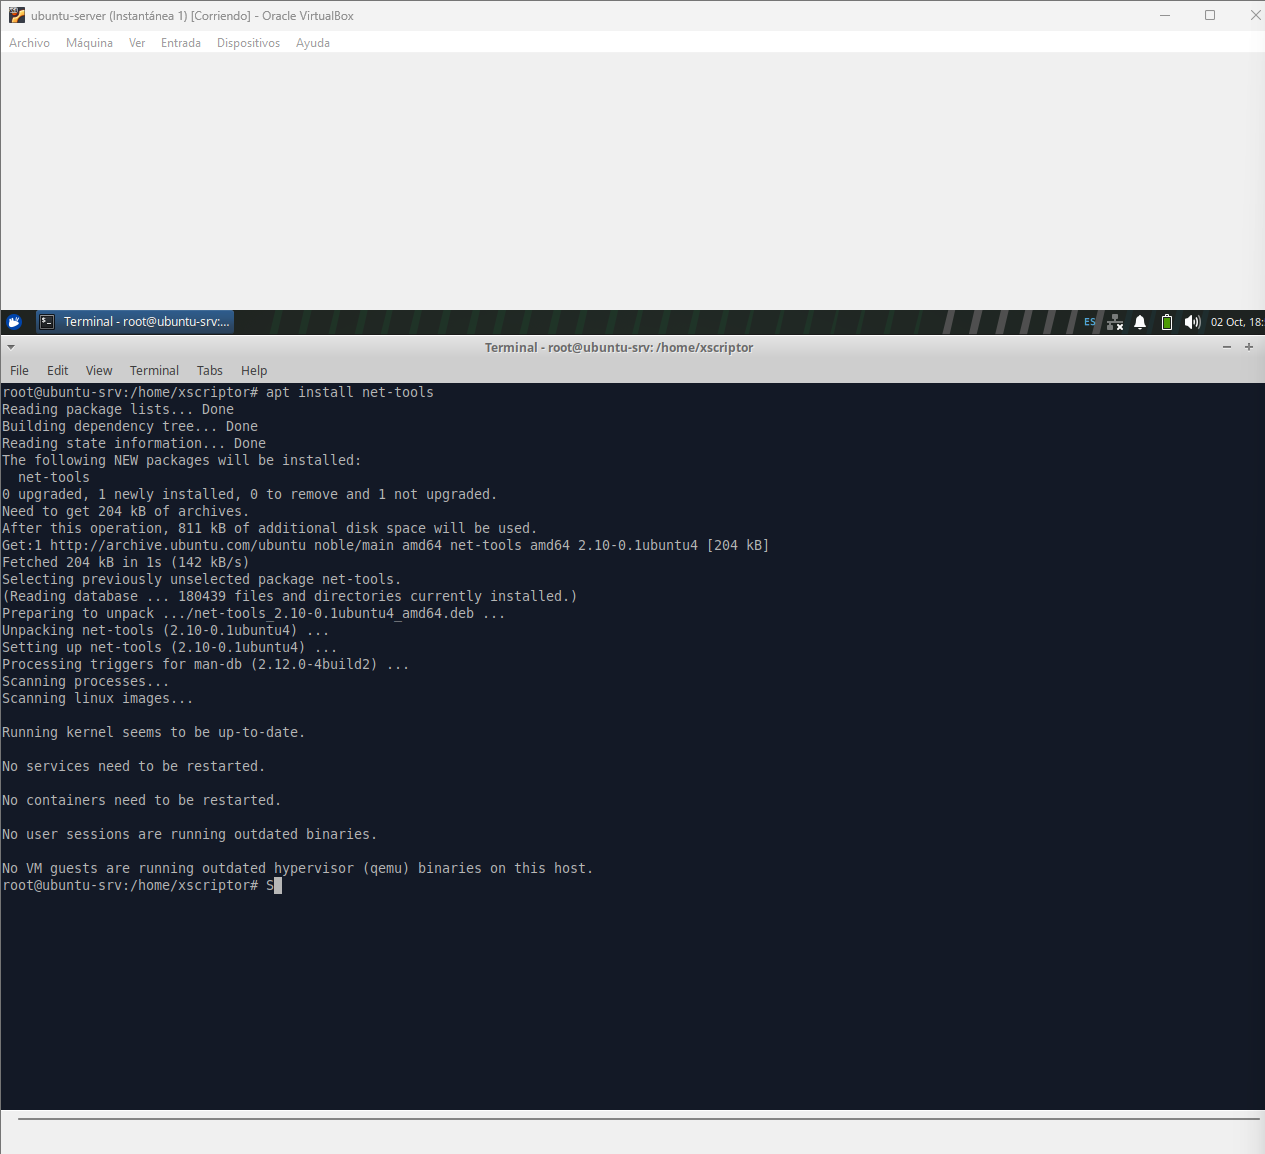 ubuntu-server (Instantánea 1) [Corriendo] - Oracle VirtualBox
Archivo Máquina Ver Entrada Dispositivos Ayuda
Terminal - root@ubuntu-srv:...
ES
02 Oct, 18:
Terminal - root@ubuntu-srv: /home/xscriptor
File Edit View Terminal Tabs Help
root@ubuntu-srv:/home/xscriptor# apt install net-tools
Reading package lists... Done
Building dependency tree... Done
Reading state information... Done
The following NEW packages will be installed:
  net-tools
0 upgraded, 1 newly installed, 0 to remove and 1 not upgraded.
Need to get 204 kB of archives.
After this operation, 811 kB of additional disk space will be used.
Get:1 http://archive.ubuntu.com/ubuntu noble/main amd64 net-tools amd64 2.10-0.1ubuntu4 [204 kB]
Fetched 204 kB in 1s (142 kB/s)
Selecting previously unselected package net-tools.
(Reading database ... 180439 files and directories currently installed.)
Preparing to unpack .../net-tools_2.10-0.1ubuntu4_amd64.deb ...
Unpacking net-tools (2.10-0.1ubuntu4) ...
Setting up net-tools (2.10-0.1ubuntu4) ...
Processing triggers for man-db (2.12.0-4build2) ...
Scanning processes...
Scanning linux images...
Running kernel seems to be up-to-date.
No services need to be restarted.
No containers need to be restarted.
No user sessions are running outdated binaries.
No VM guests are running outdated hypervisor (qemu) binaries on this host.
root@ubuntu-srv:/home/xscriptor# S